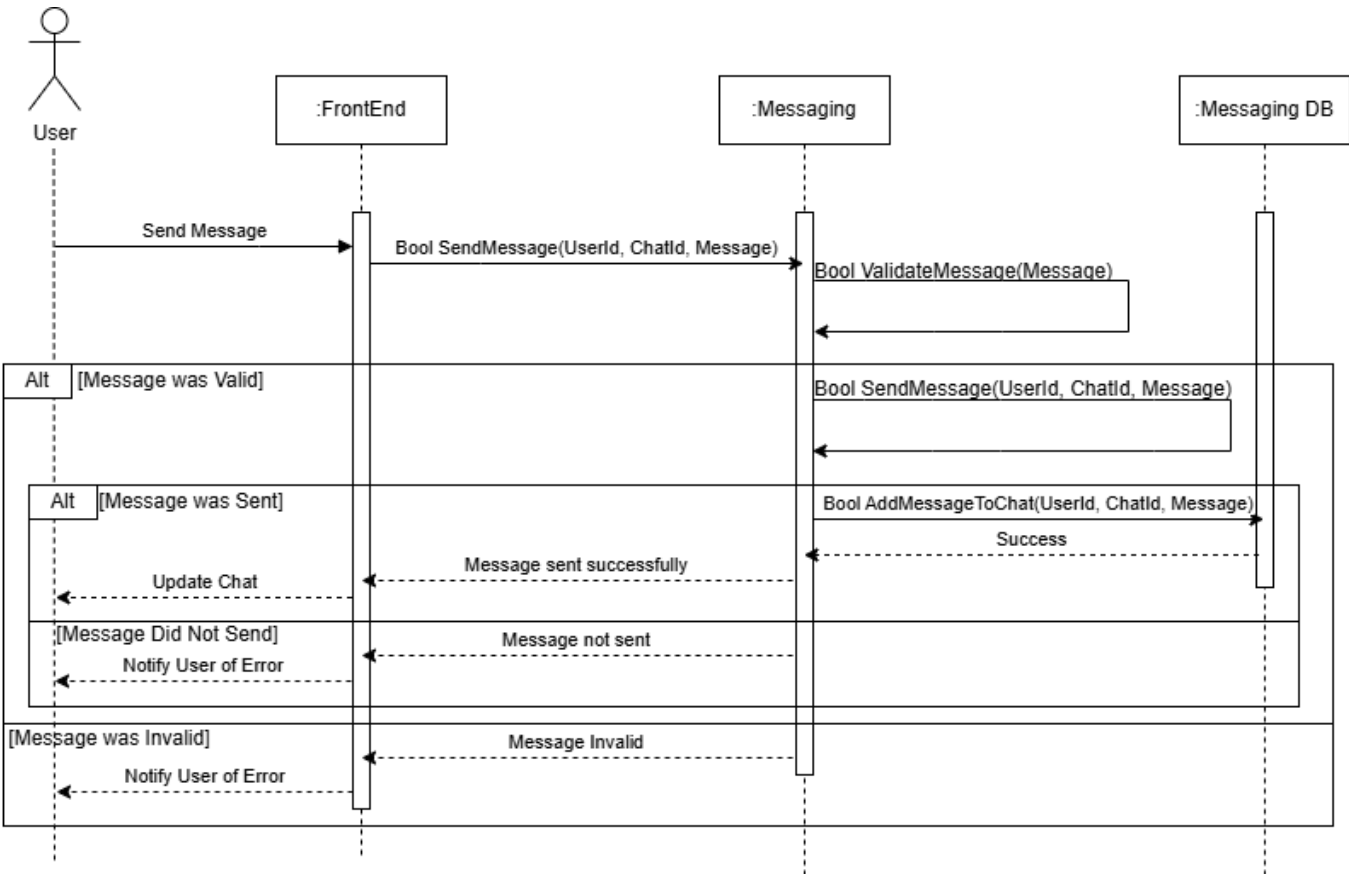 User
:FrontEnd
:Messaging
:Messaging DB
Send Message
Bool SendMessage(UserId, ChatId, Message)
Bool ValidateMessage(Message)
Alt
[Message was Valid]
Bool SendMessage(UserId, ChatId, Message)
Alt
[Message was Sent]
Bool AddMessageToChat(UserId, ChatId, Message)
Success
Message sent successfully
Update Chat
[Message Did Not Send]
Message not sent
Notify User of Error
[Message was Invalid]
Message Invalid
Notify User of Error